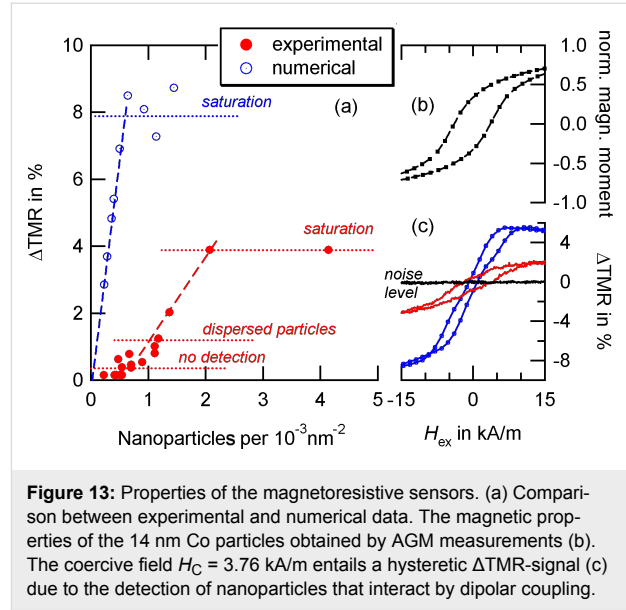 experimental
numerical
10
8
6
4
2
0
ΔTMR in %
saturation
(a)
saturation
dispersed particles
no detection
0
1
2
3
4
5
Nanoparticles per 10⁻³nm⁻²
(b)
1.0
0.5
0.0
-0.5
-1.0
norm. magn.
moment
(c)
noise
level
4
0
-4
-8
ΔTMR in %
-15
0
15
H_ex in kA/m
Figure 13: Properties of the magnetoresistive sensors. (a) Compari-
son between experimental and numerical data. The magnetic prop-
erties of the 14 nm Co particles obtained by AGM measurements (b).
The coercive field H_C = 3.76 kA/m entails a hysteretic ΔTMR-signal (c)
due to the detection of nanoparticles that interact by dipolar coupling.